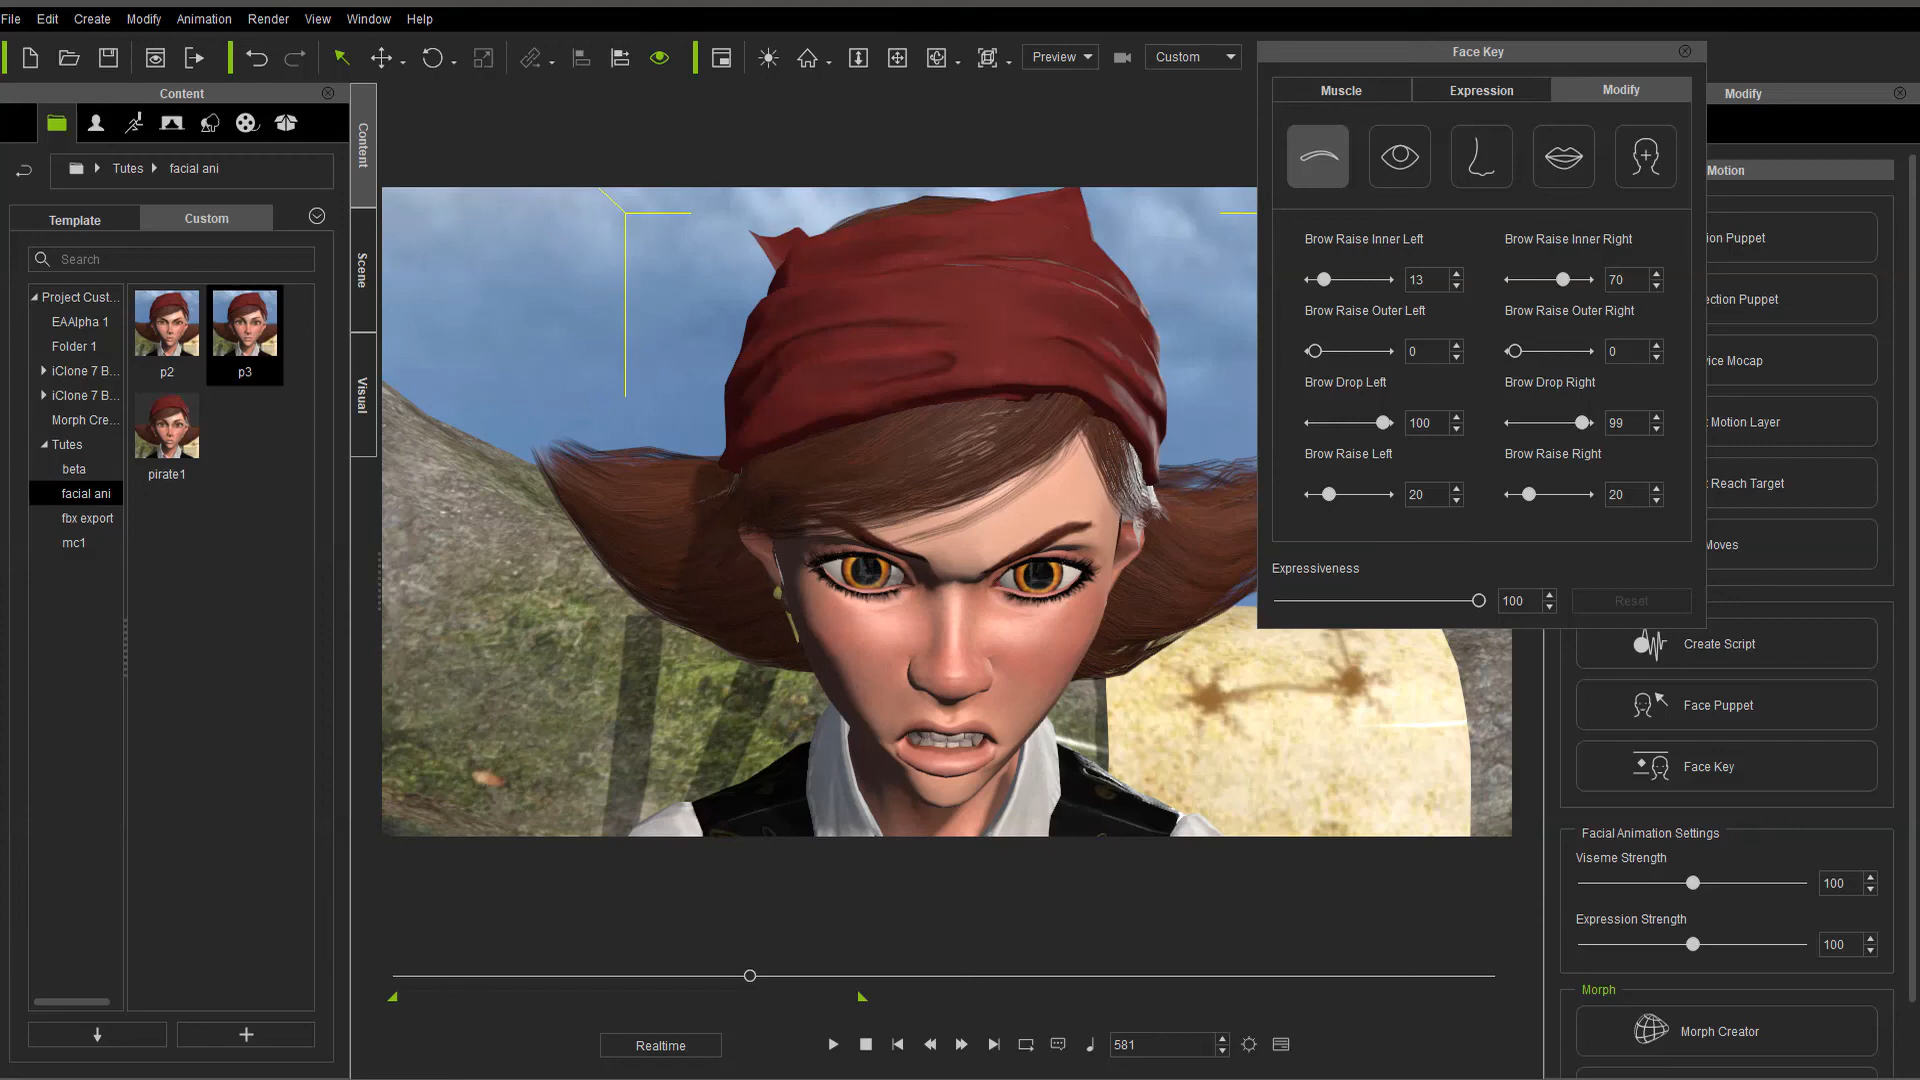 File Edit Create Modify Animation Render View Window Help
Preview
Custom
Content
Tutes facial ani
Template Custom
Search
Project Cust...
EAAlpha 1
Folder 1
iClone 7 B...
iClone 7 B...
Morph Cre...
Tutes
beta
facial ani
fbx export
mc1
p2
p3
pirate1
Content
Scene
Visual
Face Key
Muscle Expression Modify
Brow Raise Inner Left Brow Raise Inner Right
13 70
Brow Raise Outer Left Brow Raise Outer Right
0 0
Brow Drop Left Brow Drop Right
100 99
Brow Raise Left Brow Raise Right
20 20
Expressiveness
100 Reset
Modify
Motion
ion Puppet
ection Puppet
ice Mocap
t Motion Layer
t Reach Target
Moves
Create Script
Face Puppet
Face Key
Facial Animation Settings
Viseme Strength
100
Expression Strength
100
Morph
Morph Creator
Realtime
581